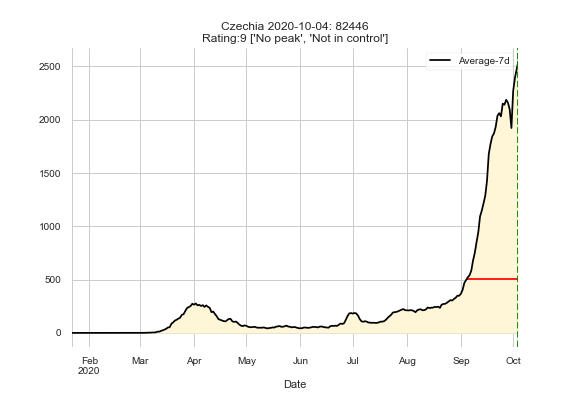 Czechia 2020-10-04: 82446
Rating:9 ['No peak', 'Not in control']
Average-7d
2500
2000
1500
1000
500
0
Feb Mar Apr May Jun Jul Aug Sep Oct
2020
Date